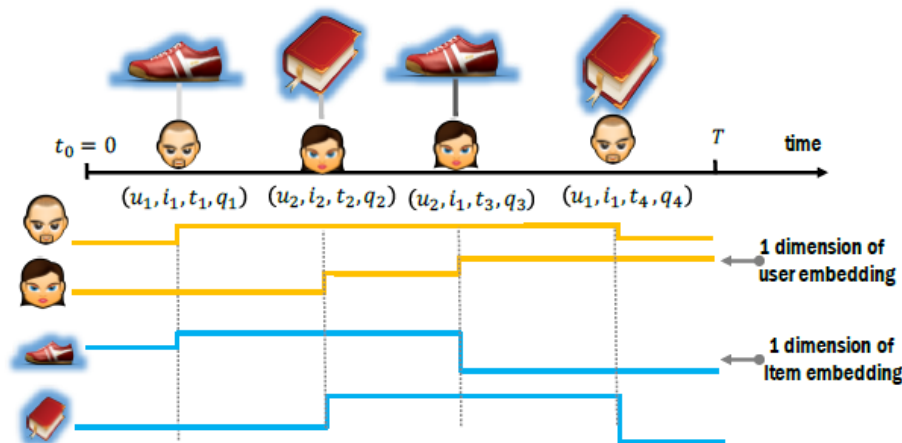 t₀ = 0
T
time
(u₁, i₁, t₁, q₁)
(u₂, i₂, t₂, q₂)
(u₂, i₁, t₃, q₃)
(u₁, i₁, t₄, q₄)
1 dimension of
user embedding
1 dimension of
Item embedding